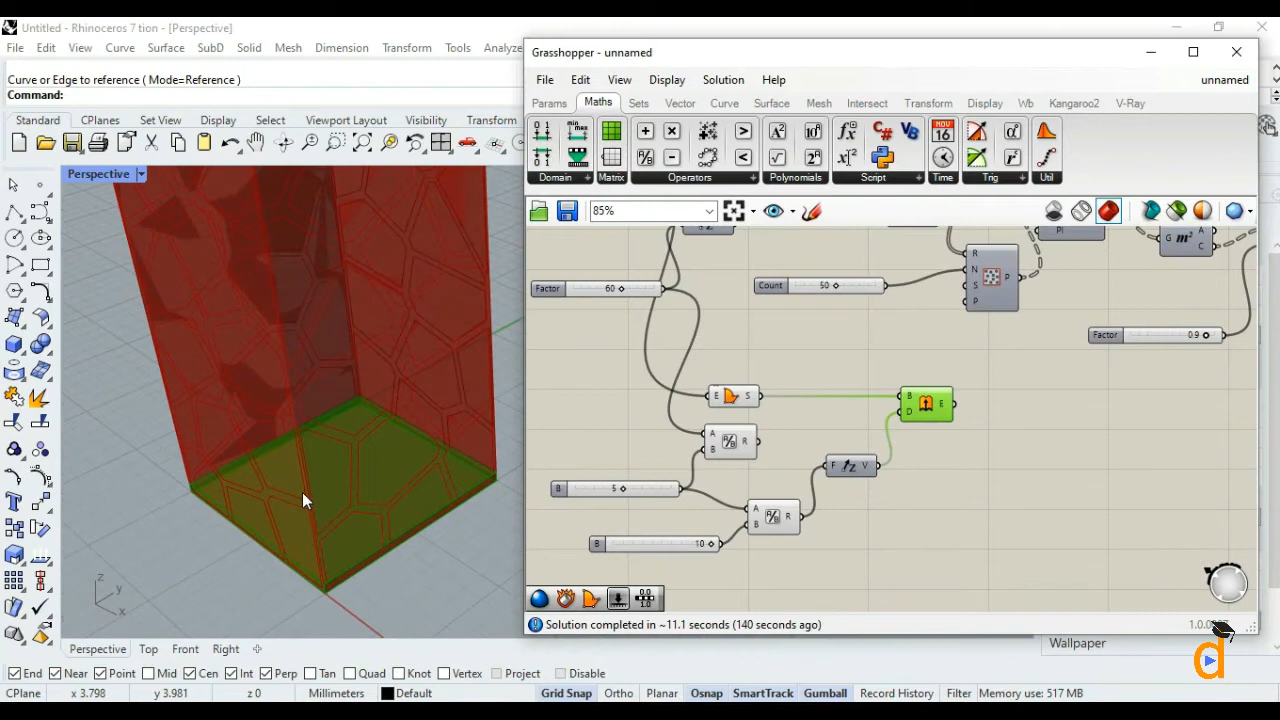 Untitled - Rhinoceros 7 tion - [Perspective]
File Edit View Curve Surface SubD Solid Mesh Dimension Transform Tools Analyze
Curve or Edge to reference ( Mode=Reference )
Command:
Standard CPlanes Set View Display Select Viewport Layout Visibility Transform
Perspective
z
y
x
Perspective Top Front Right
End Near Point Mid Cen Int Perp Tan Quad Knot Vertex Project Disable
CPlane x 3.798 y 3.981 z 0 Millimeters Default Grid Snap Ortho Planar Osnap SmartTrack Gumball Record History Filter Memory use: 517 MB
Grasshopper - unnamed
File Edit View Display Solution Help unnamed
Params Maths Sets Vector Curve Surface Mesh Intersect Transform Display Wb Kangaroo2 V-Ray
Domain Matrix Operators Polynomials Script Time Trig Util
85%
Factor 60
Count 50
R
N
S
P
P
G m² A
C
Factor 0.9
E S
B
D
E
A
B
A/B R
F z V
B 5
A
B
A/B R
B 10
Solution completed in ~11.1 seconds (140 seconds ago)
Wallpaper
d